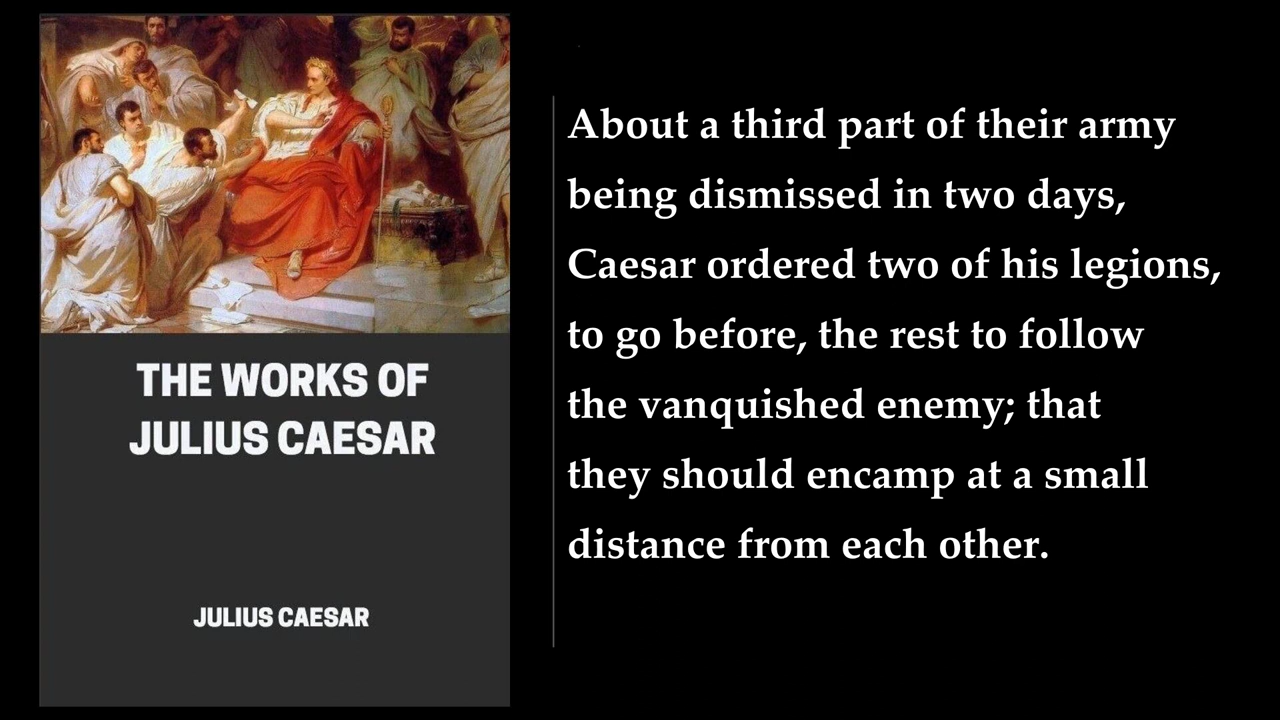 THE WORKS OF
JULIUS CAESAR
JULIUS CAESAR
About a third part of their army
being dismissed in two days,
Caesar ordered two of his legions,
to go before, the rest to follow
the vanquished enemy; that
they should encamp at a small
distance from each other.